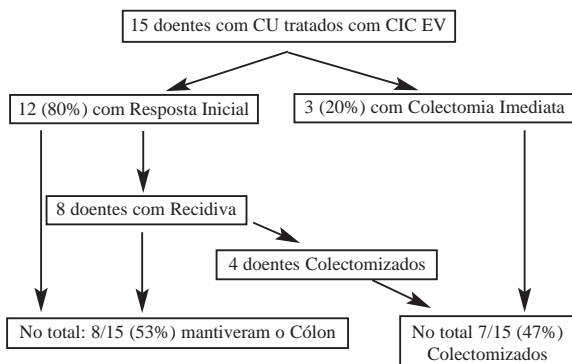 15 doentes com CU tratados com CIC EV
12 (80%) com Resposta Inicial
3 (20%) com Colectomia Imediata
8 doentes com Recidiva
4 doentes Colectomizados
No total: 8/15 (53%) mantiveram o Cólon
No total 7/15 (47%)
Colectomizados